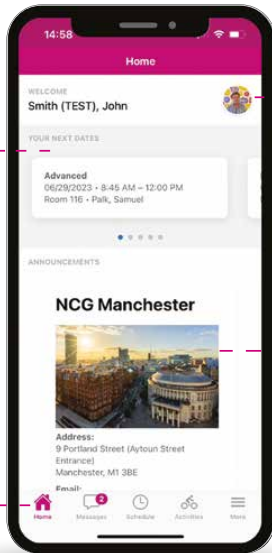 14:58
Home
WELCOME
Smith (TEST), John
YOUR NEXT DATES
Advanced
06/29/2023 • 8:45 AM – 12:00 PM
Room 116 • Palk, Samuel
ANNOUNCEMENTS
NCG Manchester
Address:
9 Portland Street (Aytoun Street
Entrance)
Manchester, M1 3BE
Email:
2
Home Messages Schedule Activities More